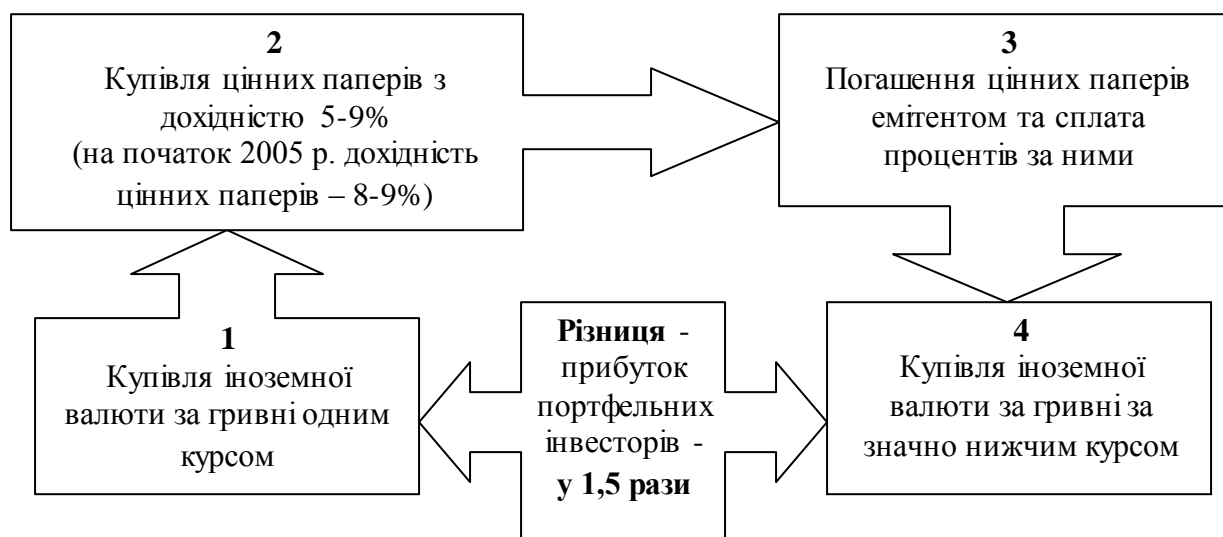 2
Купівля цінних паперів з
дохідністю 5-9%
(на початок 2005 р. дохідність
цінних паперів – 8-9%)
3
Погашення цінних паперів
емітентом та сплата
процентів за ними
1
Купівля іноземної
валюти за гривні одним
курсом
Різниця -
прибуток
портфельних
інвесторів -
у 1,5 рази
4
Купівля іноземної
валюти за гривні за
значно нижчим курсом